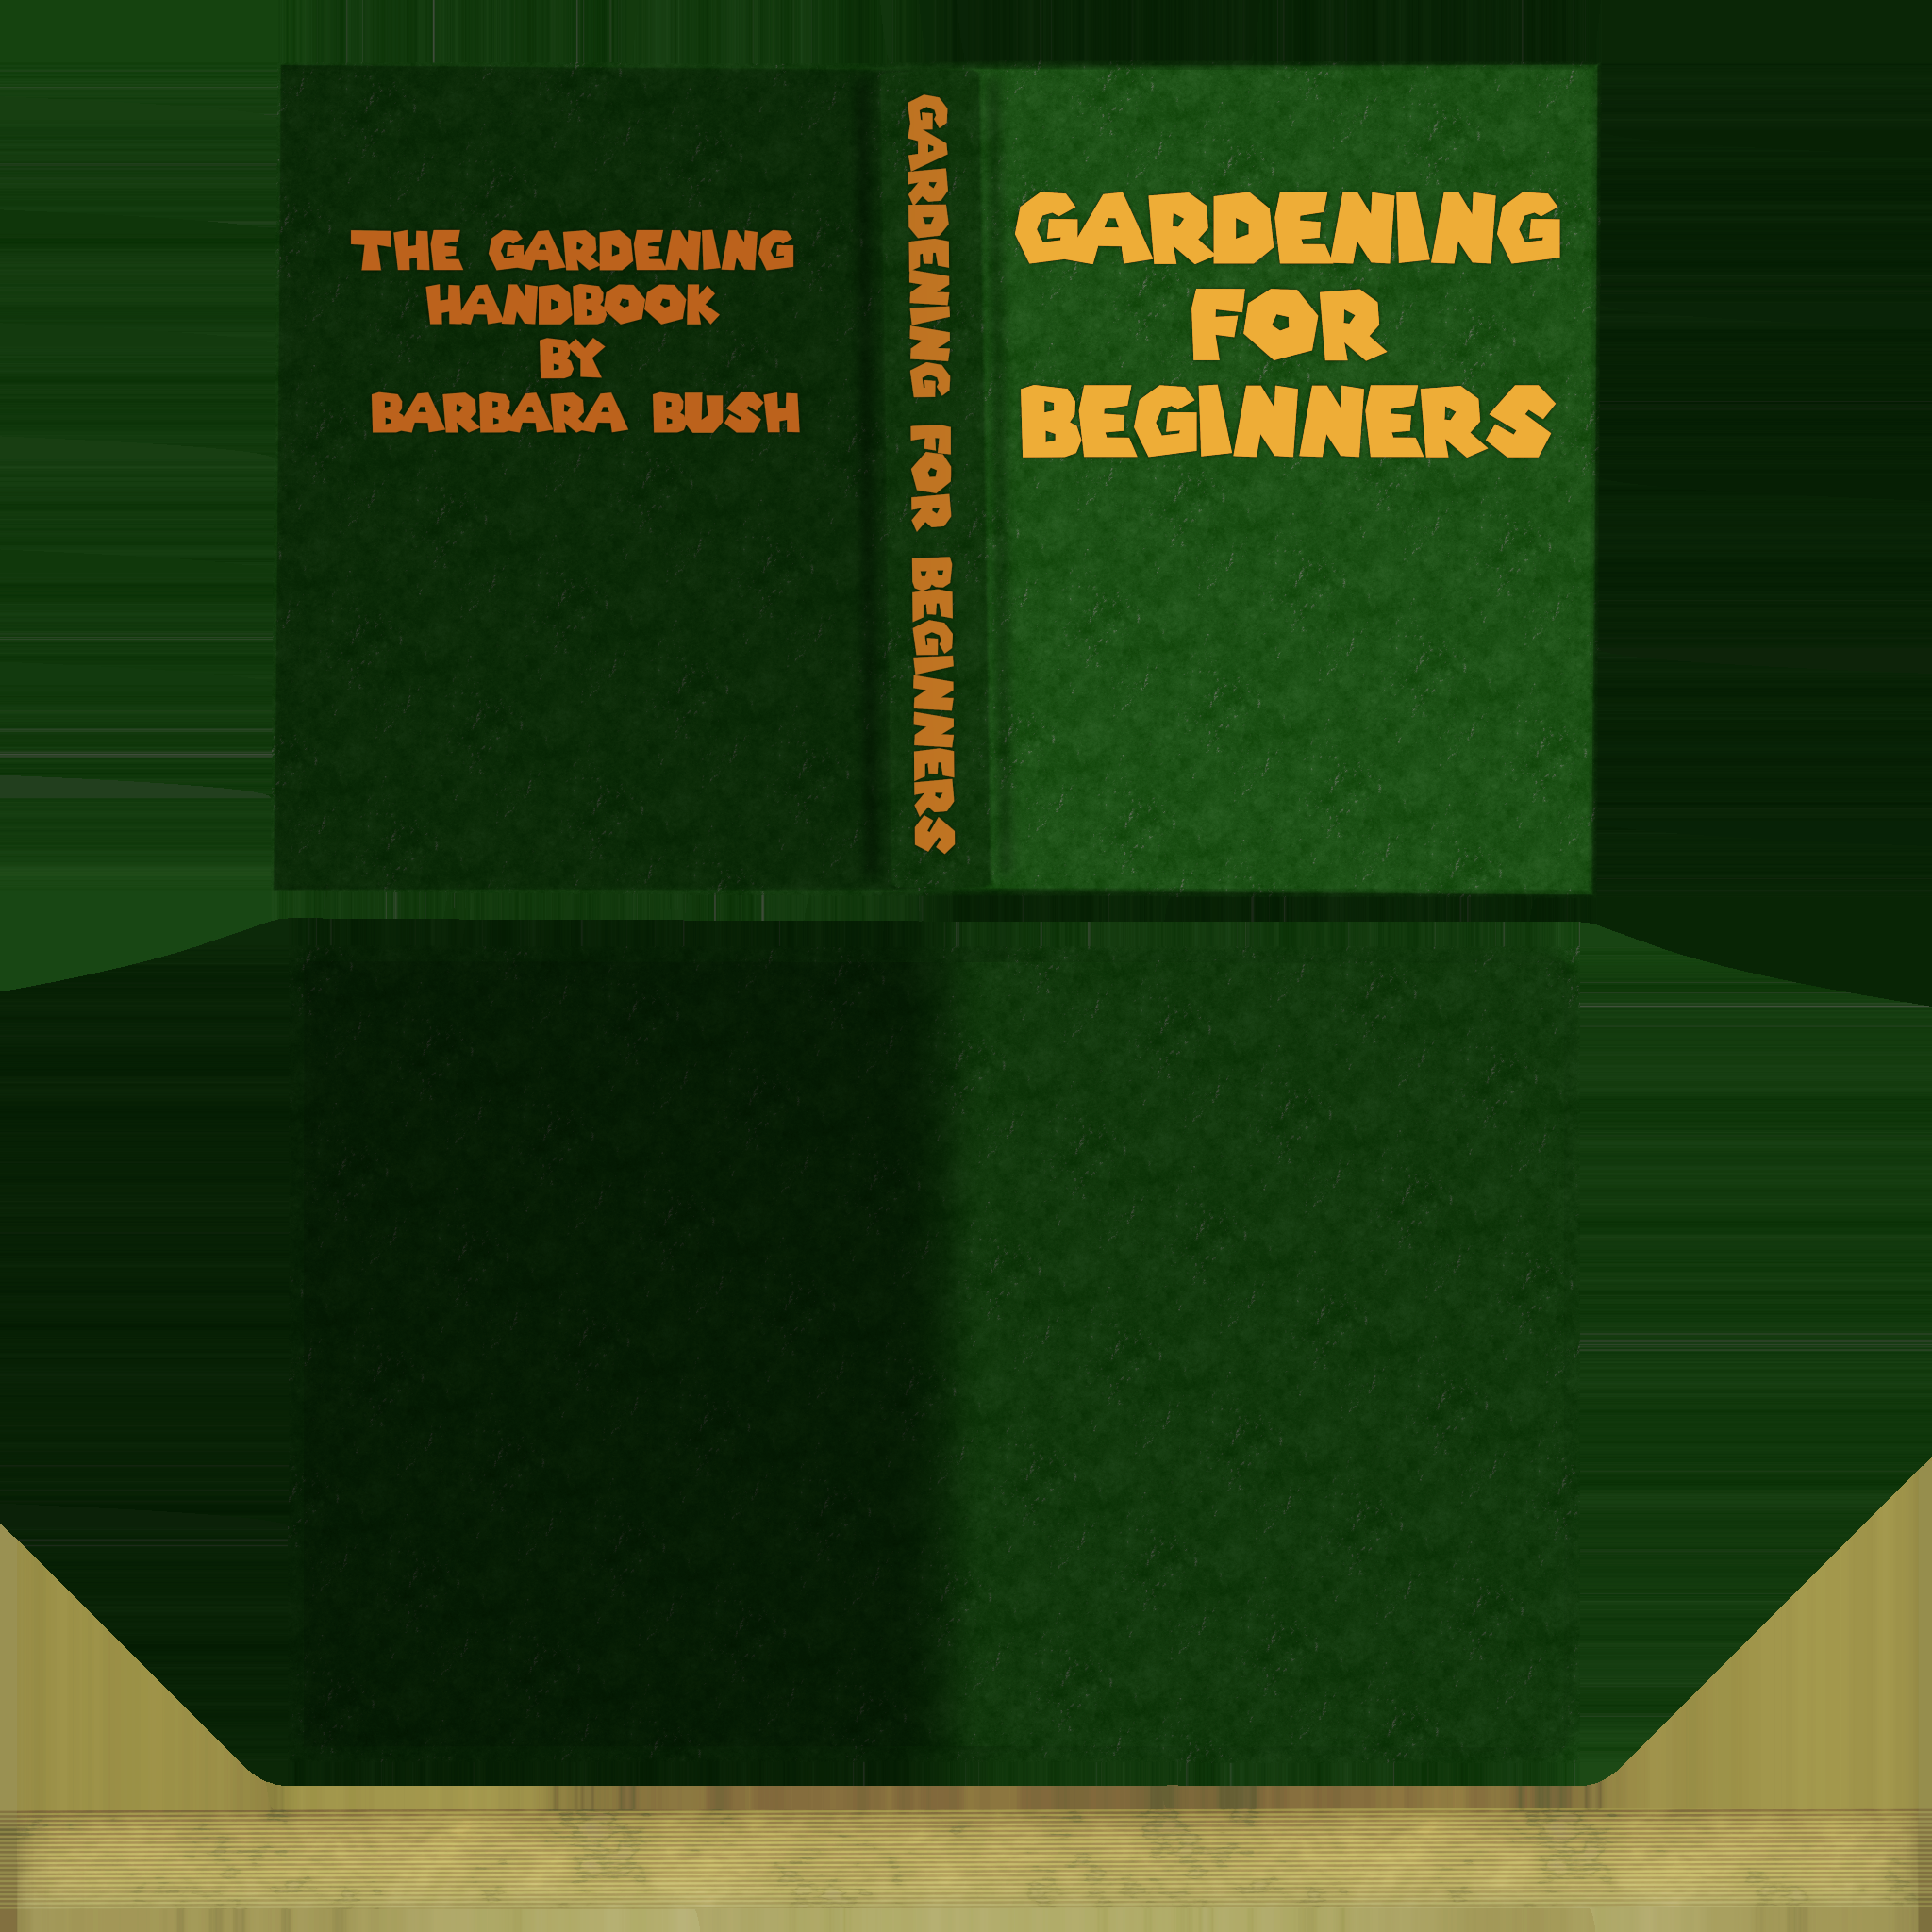 THE GARDENING
HANDBOOK
BY
BARBARA BUSH
GARDENING FOR BEGINNERS
GARDENING
FOR
BEGINNERS